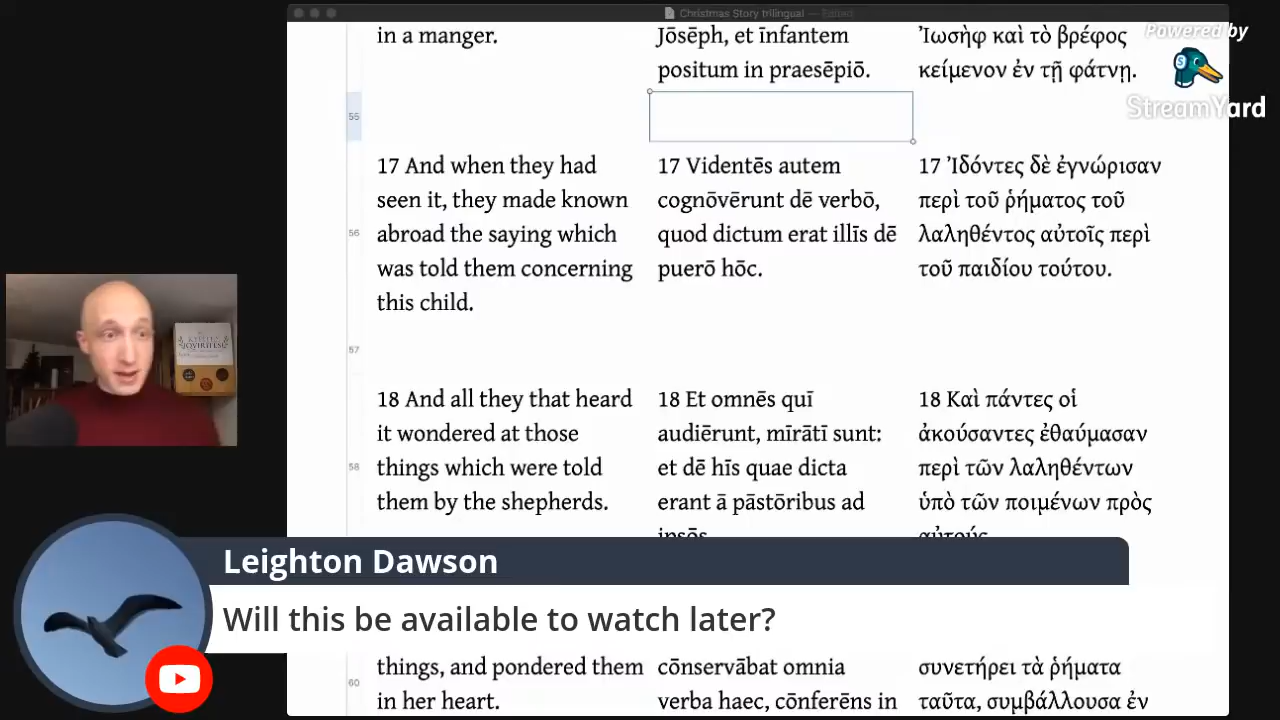 Christmas Story trilingual — Edited
Powered by
StreamYard
in a manger.
17 And when they had
seen it, they made known
abroad the saying which
was told them concerning
this child.
18 And all they that heard
it wondered at those
things which were told
them by the shepherds.
things, and pondered them
in her heart.
Jōsēph, et īnfantem
positum in praesēpiō.
17 Videntēs autem
cognōvērunt dē verbō,
quod dictum erat illīs dē
puerō hōc.
18 Et omnēs quī
audiērunt, mīrātī sunt:
et dē hīs quae dicta
erant ā pāstōribus ad
ipsōs
cōnservābat omnia
verba haec, cōnferēns in
Ἰωσὴφ καὶ τὸ βρέφος
κείμενον ἐν τῇ φάτνῃ.
17 Ἰδόντες δὲ ἐγνώρισαν
περὶ τοῦ ῥήματος τοῦ
λαληθέντος αὐτοῖς περὶ
τοῦ παιδίου τούτου.
18 Καὶ πάντες οἱ
ἀκούσαντες ἐθαύμασαν
περὶ τῶν λαληθέντων
ὑπὸ τῶν ποιμένων πρὸς
αὐτούς
συνετήρει τὰ ῥήματα
ταῦτα, συμβάλλουσα ἐν
55
56
57
58
60
Leighton Dawson
Will this be available to watch later?